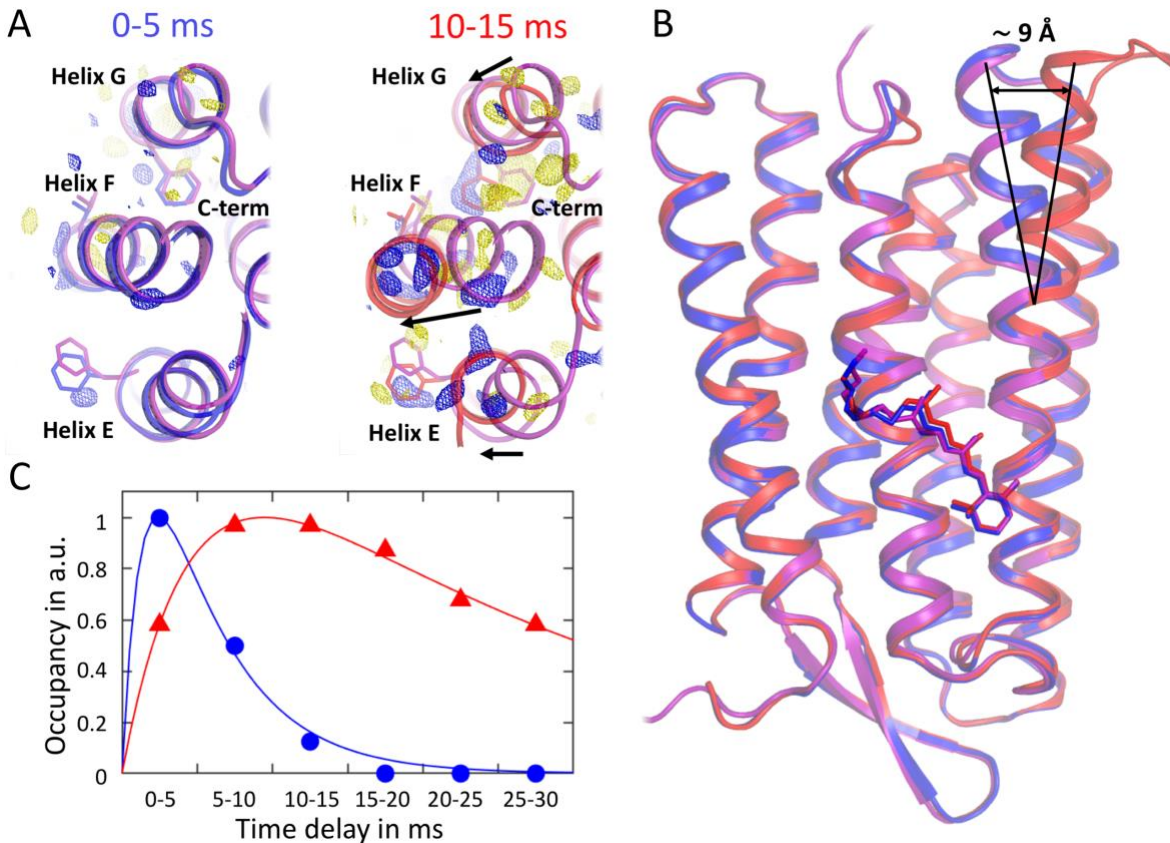 A
0-5 ms
10-15 ms
Helix G
Helix F
C-term
Helix E
Helix G
Helix F
C-term
Helix E
B
~ 9 Å
C
Occupancy in a.u.
1
0.8
0.6
0.4
0.2
0
0-5 5-10 10-15 15-20 20-25 25-30
Time delay in ms